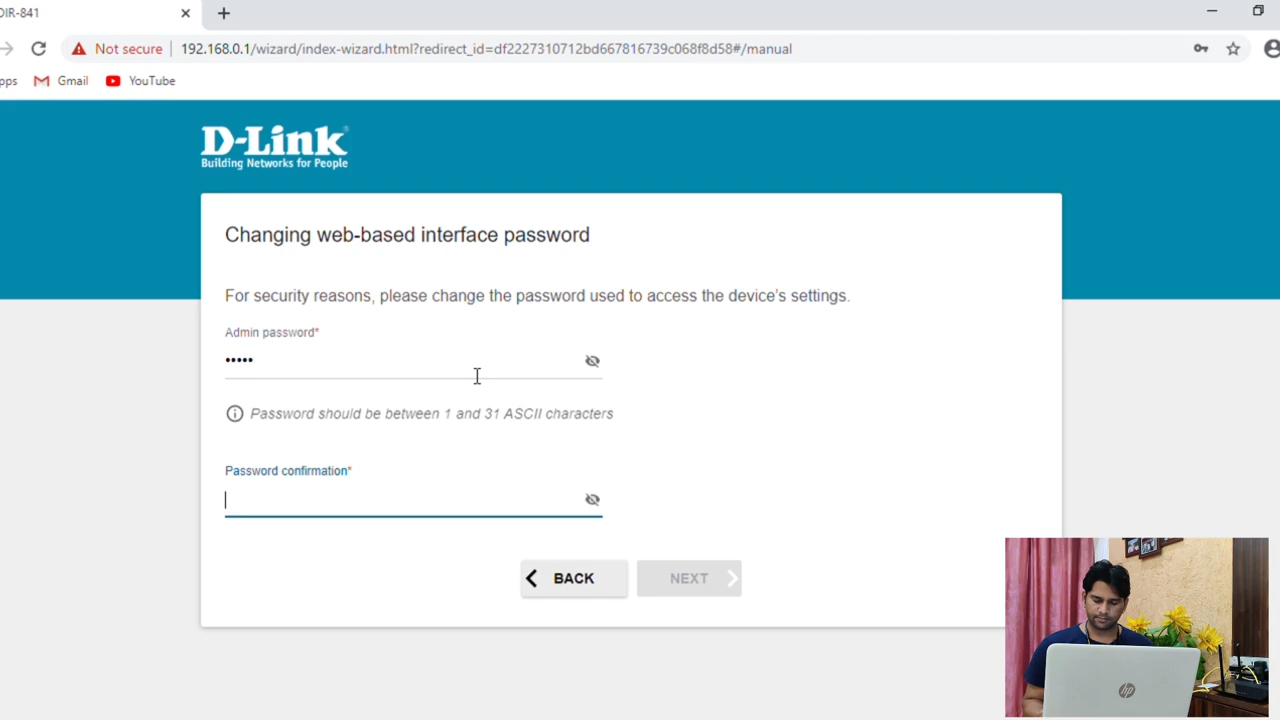 DIR-841
Not secure
192.168.0.1/wizard/index-wizard.html?redirect_id=df2227310712bd667816739c068f8d58#/manual
Gmail
YouTube
D-Link
Building Networks for People
Changing web-based interface password
For security reasons, please change the password used to access the device's settings.
Admin password*
•••••
Password should be between 1 and 31 ASCII characters
Password confirmation*
BACK
NEXT
hp